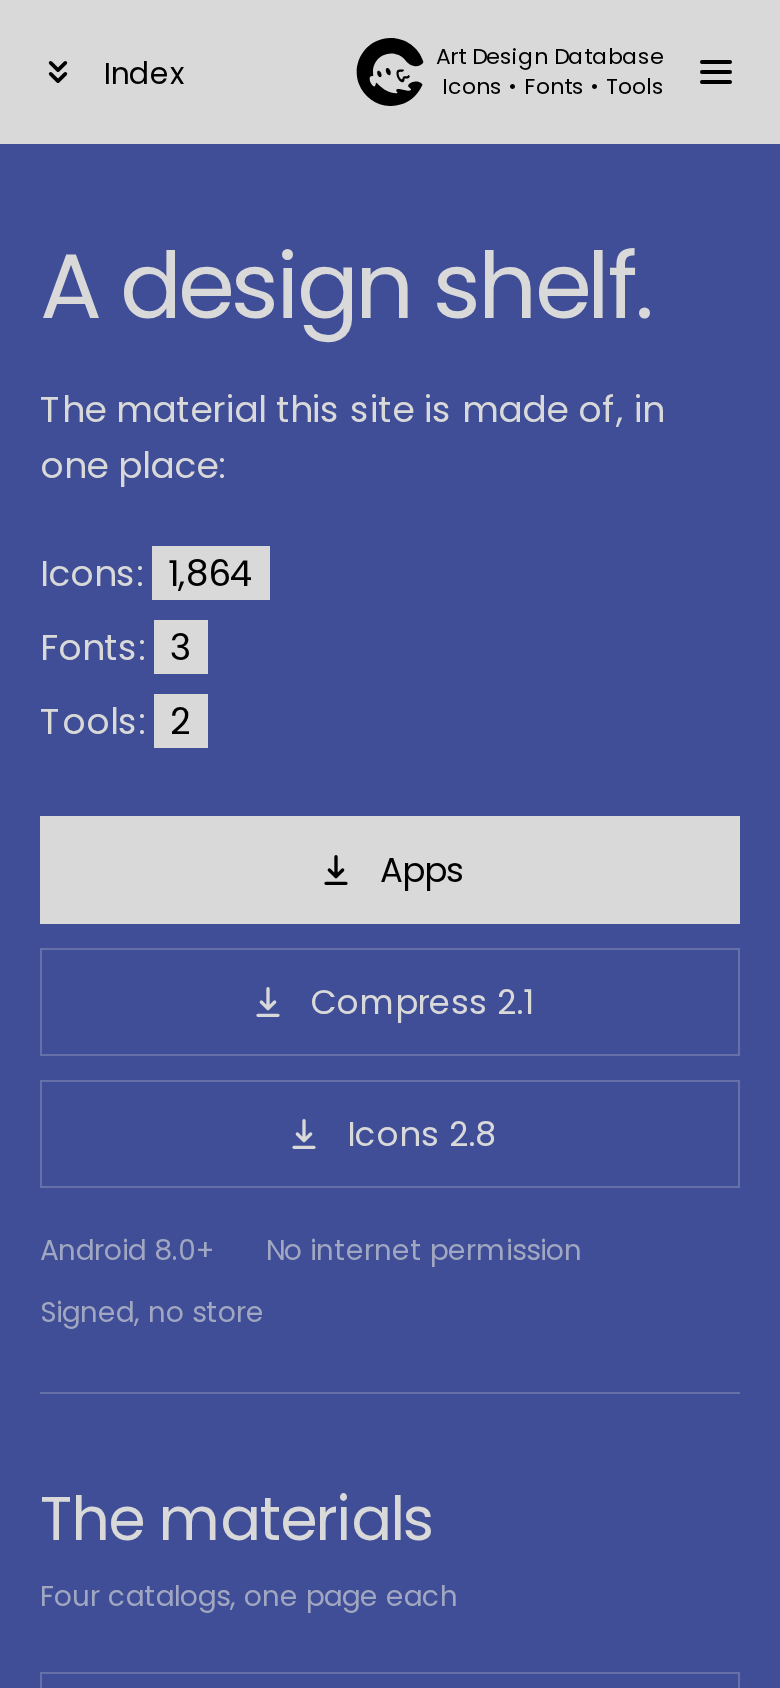 Index
Art Design Database
Icons • Fonts • Tools
A design shelf.
The material this site is made of, in
one place:
Icons: 1,864
Fonts: 3
Tools: 2
Apps
Compress 2.1
Icons 2.8
Android 8.0+ No internet permission
Signed, no store
The materials
Four catalogs, one page each